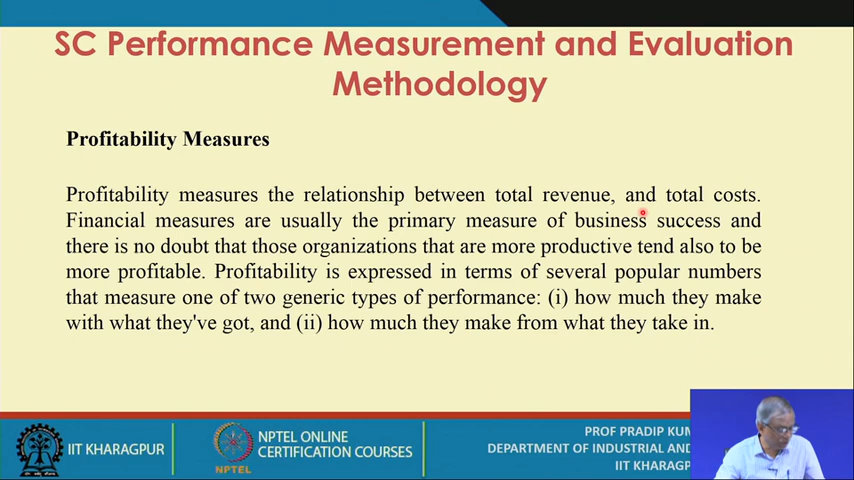 SC Performance Measurement and Evaluation
Methodology
Profitability Measures
Profitability measures the relationship between total revenue, and total costs.
Financial measures are usually the primary measure of business success and
there is no doubt that those organizations that are more productive tend also to be
more profitable. Profitability is expressed in terms of several popular numbers
that measure one of two generic types of performance: (i) how much they make
with what they've got, and (ii) how much they make from what they take in.
IIT KHARAGPUR
NPTEL
NPTEL ONLINE
CERTIFICATION COURSES
PROF PRADIP
DEPARTMENT OF INDUSTRIAL
IIT